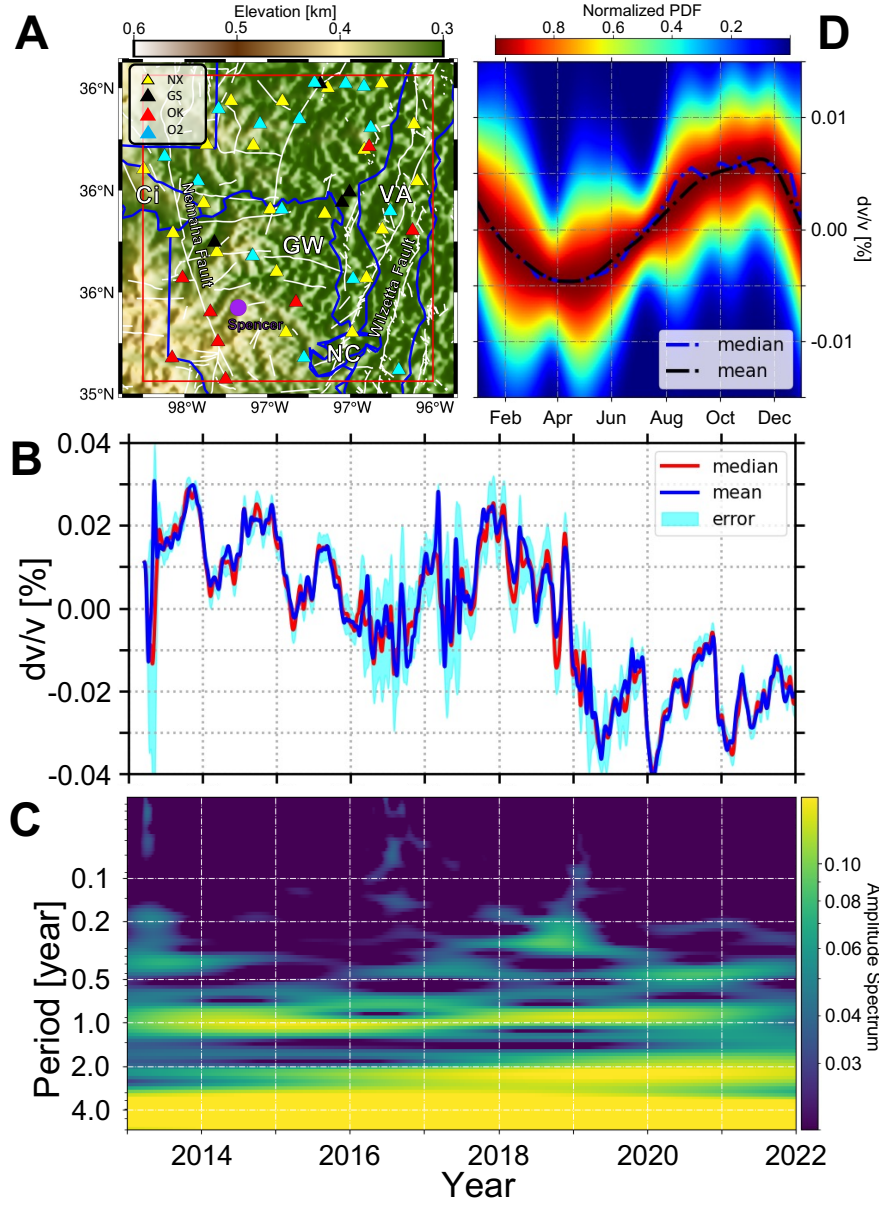 A
Elevation [km]
0.6 0.5 0.4 0.3
NX
GS
OK
O2
36°N
36°N
36°N
35°N
98°W 97°W 97°W 96°W
Ci
Nemaha Fault
GW
VA
Wilzetta Fault
Spencer
NC
Normalized PDF
1 0.8 0.6 0.4 0.2
D
0.01
0.00
-0.01
dv/v [%]
median
mean
Feb Apr Jun Aug Oct Dec
B
0.04
0.02
0.00
-0.02
-0.04
dv/v [%]
median
mean
error
C
0.1
0.2
0.5
1.0
2.0
4.0
Period [year]
2014 2016 2018 2019 2020 2022
Year
0.10
0.08
0.06
0.04
0.03
Amplitude Spectrum